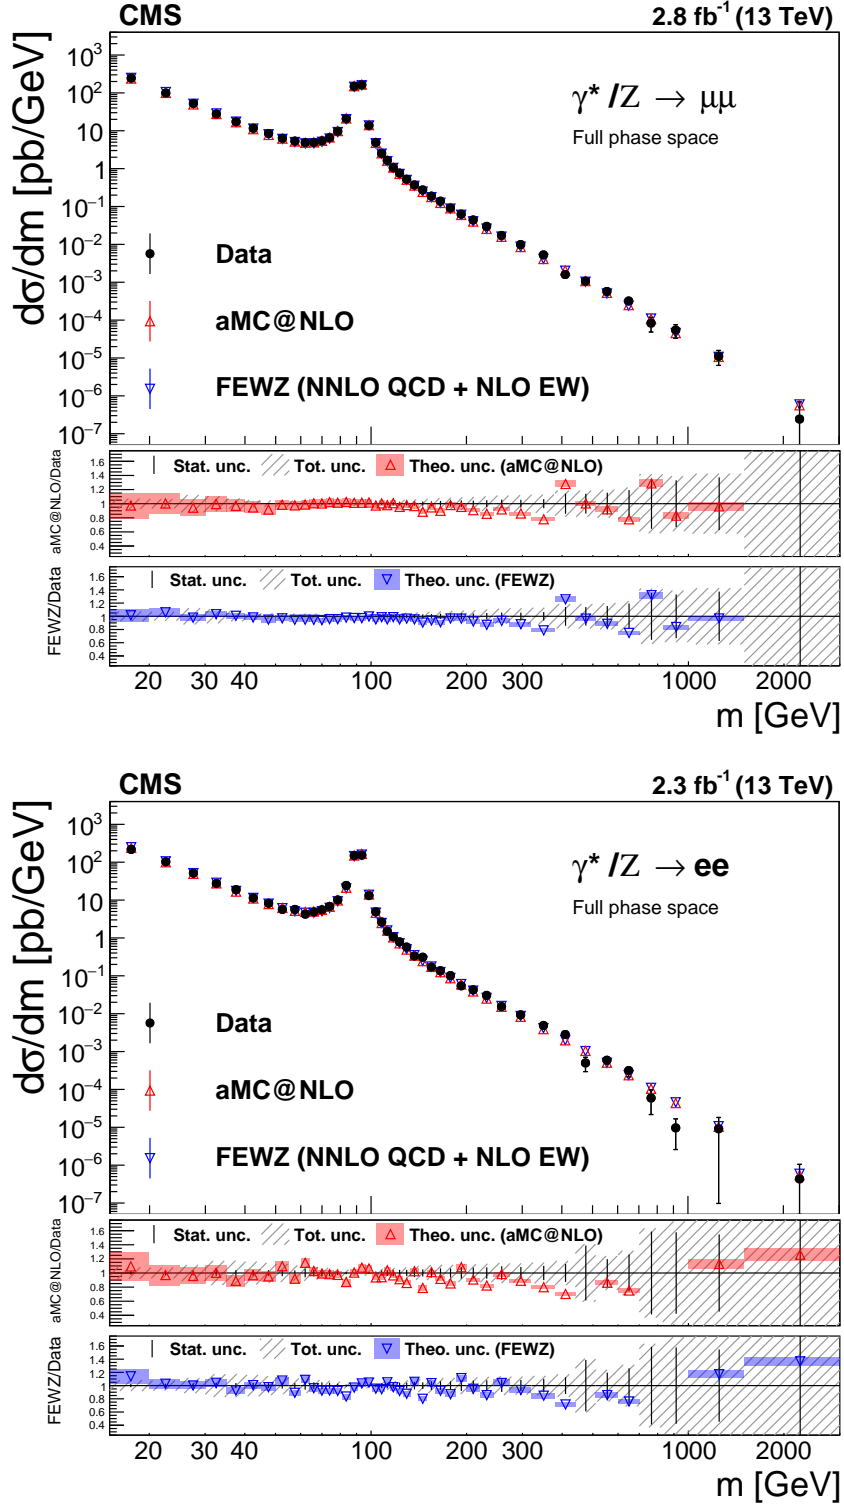 CMS 2.8 fb⁻¹ (13 TeV)
dσ/dm [pb/GeV]
10³
10²
10
1
10⁻¹
10⁻²
10⁻³
10⁻⁴
10⁻⁵
10⁻⁶
10⁻⁷
γ* /Z → μμ
Full phase space
Data
aMC@NLO
FEWZ (NNLO QCD + NLO EW)
aMC@NLO/Data
1.6
1.4
1.2
1
0.8
0.6
0.4
Stat. unc. Tot. unc. Theo. unc. (aMC@NLO)
FEWZ/Data
1.6
1.4
1.2
1
0.8
0.6
0.4
Stat. unc. Tot. unc. Theo. unc. (FEWZ)
20 30 40 100 200 300 1000 2000
m [GeV]
CMS 2.3 fb⁻¹ (13 TeV)
dσ/dm [pb/GeV]
10³
10²
10
1
10⁻¹
10⁻²
10⁻³
10⁻⁴
10⁻⁵
10⁻⁶
10⁻⁷
γ* /Z → ee
Full phase space
Data
aMC@NLO
FEWZ (NNLO QCD + NLO EW)
aMC@NLO/Data
1.6
1.4
1.2
1
0.8
0.6
0.4
Stat. unc. Tot. unc. Theo. unc. (aMC@NLO)
FEWZ/Data
1.6
1.4
1.2
1
0.8
0.6
0.4
Stat. unc. Tot. unc. Theo. unc. (FEWZ)
20 30 40 100 200 300 1000 2000
m [GeV]